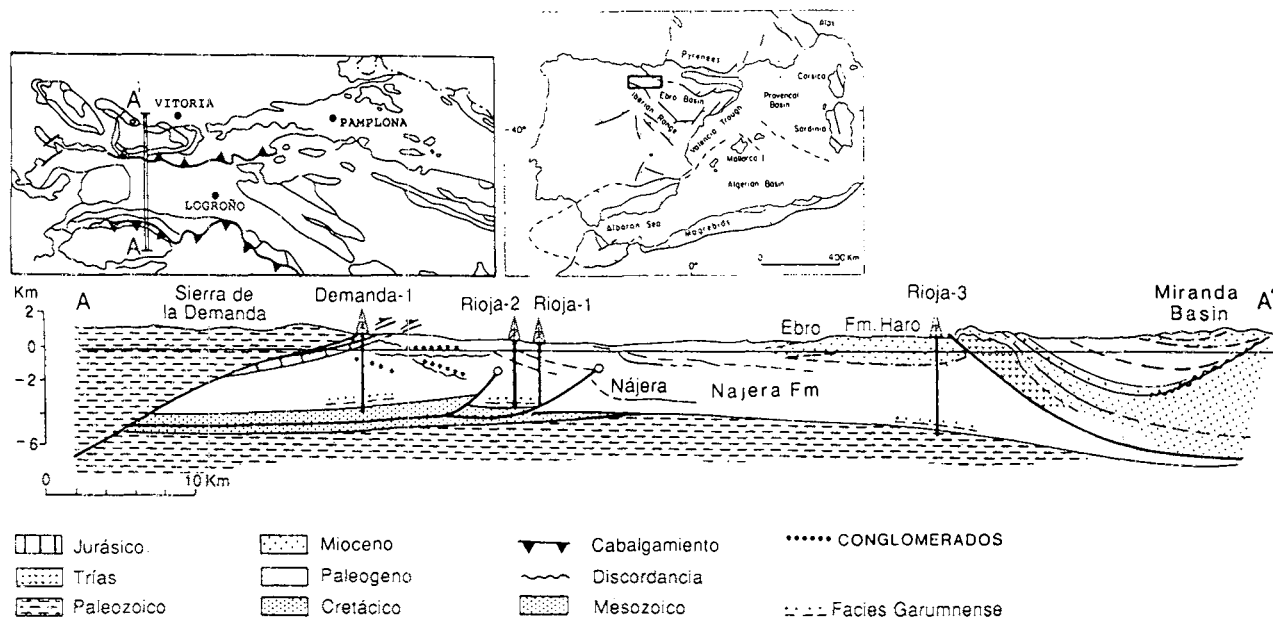 A'
VITORIA
PAMPLONA
LOGROÑO
A
Alps
Pyrenees
Corsica
Ebro Basin
Provencal Basin
Iberian Range
Valencia Trough
Sardinia
40°
Mallorca I
Algerian Basin
Alboran Sea
Magrebids
0°
0 400 Km
Km
A
Sierra de la Demanda
Demanda-1
Rioja-2
Rioja-1
Rioja-3
Miranda Basin
A'
2
0
-2
-6
Ebro
Fm. Haro
Nájera
Najera Fm
0 10 Km
Jurásico
Mioceno
Cabalgamiento
CONGLOMERADOS
Trías
Paleogeno
Discordancia
Paleozoico
Cretácico
Mesozoico
Facies Garumnense